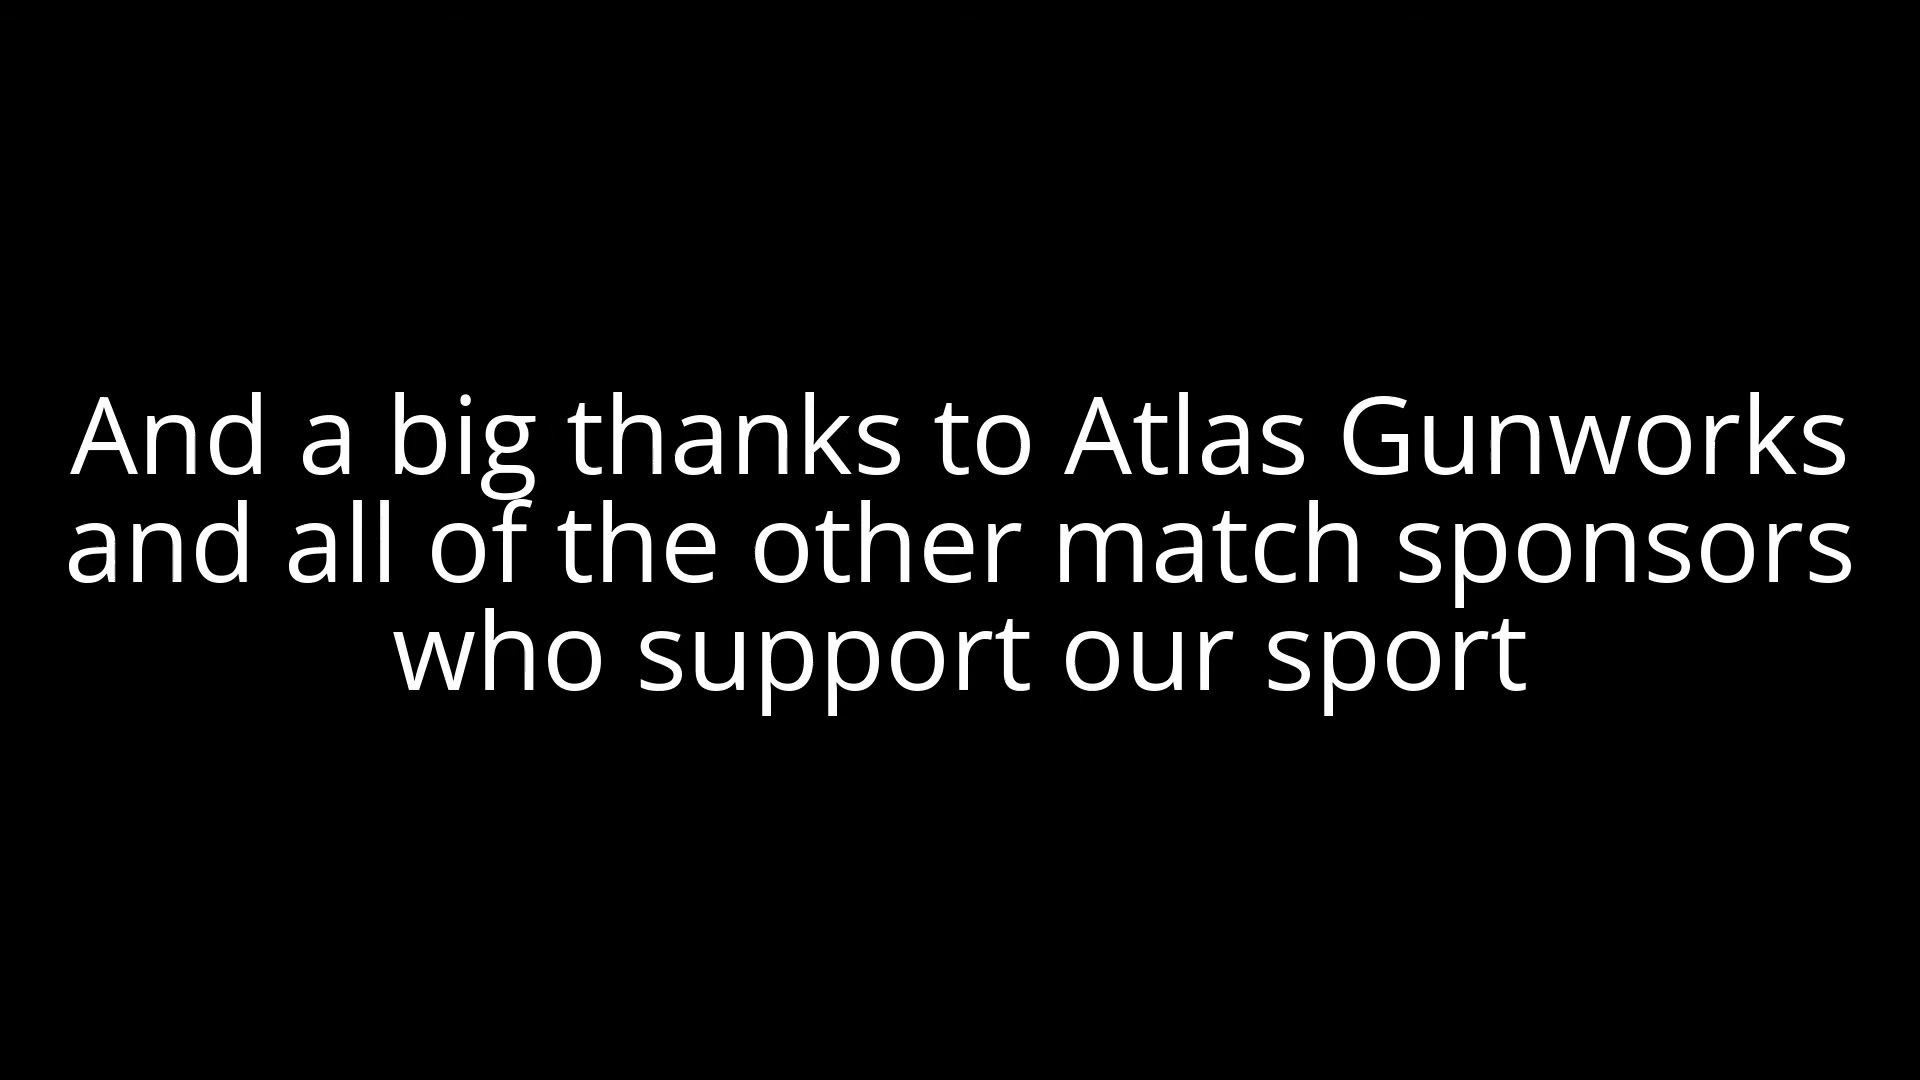 And a big thanks to Atlas Gunworks
and all of the other match sponsors
who support our sport